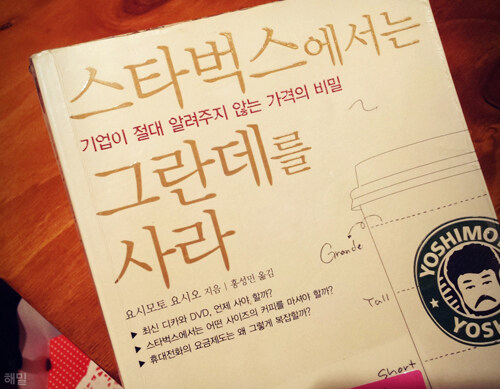 스타벅스에서는
기업이 절대 알려주지 않는 가격의 비밀
그란데를
사라
요시모토 요시오 지음 | 홍성민 옮김
▶ 최신 디카와 DVD, 언제 사야 할까?
▶ 스타벅스에서는 어떤 사이즈의 커피를 마셔야 할까?
▶ 휴대전화의 요금제도는 왜 그렇게 복잡할까?
Grande
Tall
Short
YOSHIMO
YOS
해밀